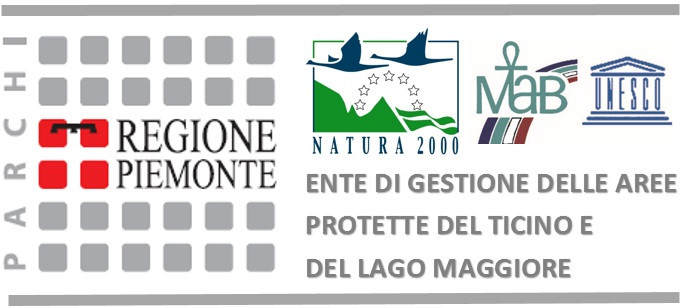 PARCHI
REGIONE
PIEMONTE
NATURA 2000
MaB
UNESCO
ENTE DI GESTIONE DELLE AREE
PROTETTE DEL TICINO E
DEL LAGO MAGGIORE